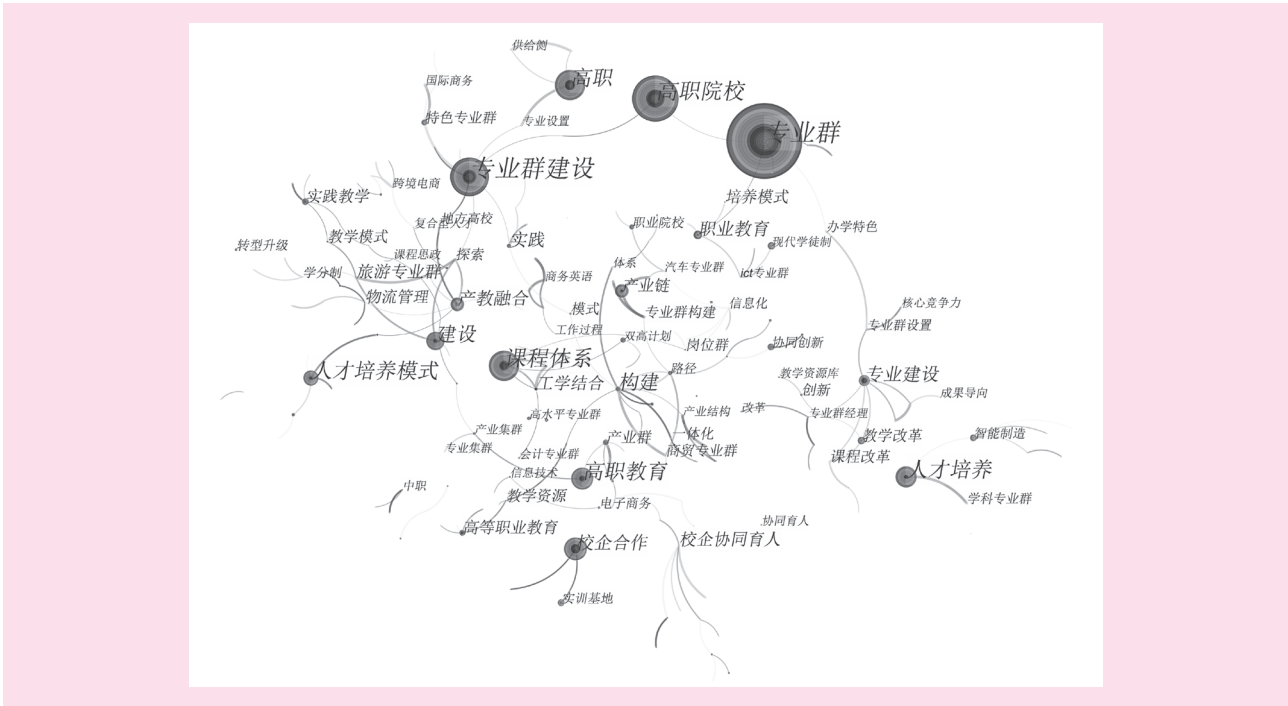 供给侧
高职
国际商务
高职院校
特色专业群
专业设置
专业群
专业群建设
跨境电商
实践教学
培养模式
地方高校
复合型人才
职业院校
职业教育
办学特色
教学模式
实践
现代学徒制
转型升级
课程思政
探索
体系
汽车专业群
学分制
旅游专业群
商务英语
ict专业群
产业链
物流管理
产教融合
信息化
核心竞争力
模式
专业群构建
专业群设置
建设
工作过程
双高计划
岗位群
协同创新
课程体系
人才培养模式
路径
教学资源库
专业建设
工学结合
构建
创新
成果导向
高水平专业群
产业结构
改革
专业群经理
产业集群
产业群
一体化
教学改革
智能制造
专业集群
会计专业群
商贸专业群
课程改革
信息技术
高职教育
人才培养
中职
教学资源
电子商务
学科专业群
高等职业教育
协同育人
校企合作
校企协同育人
实训基地